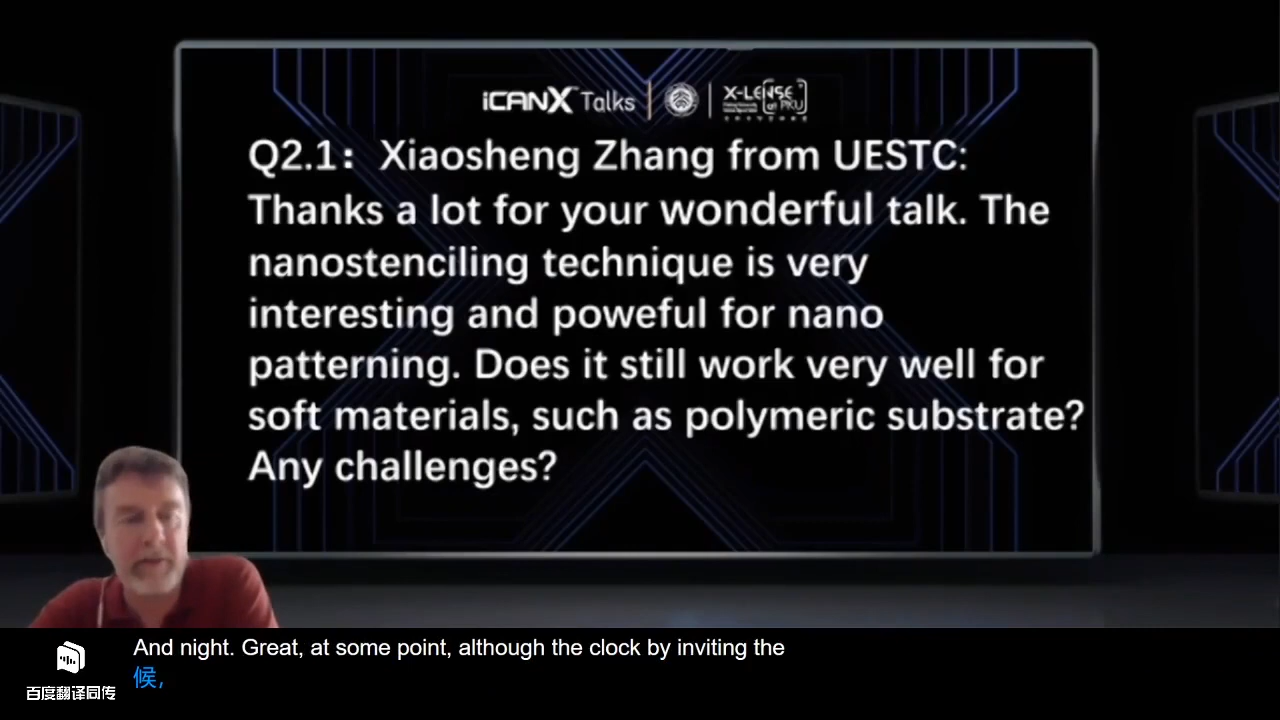 iCANX Talks
X-LENSE at PKU
Q2.1： Xiaosheng Zhang from UESTC:
Thanks a lot for your wonderful talk. The
nanostenciling technique is very
interesting and poweful for nano
patterning. Does it still work very well for
soft materials, such as polymeric substrate?
Any challenges?
And night. Great, at some point, although the clock by inviting the
候,
百度翻译同传